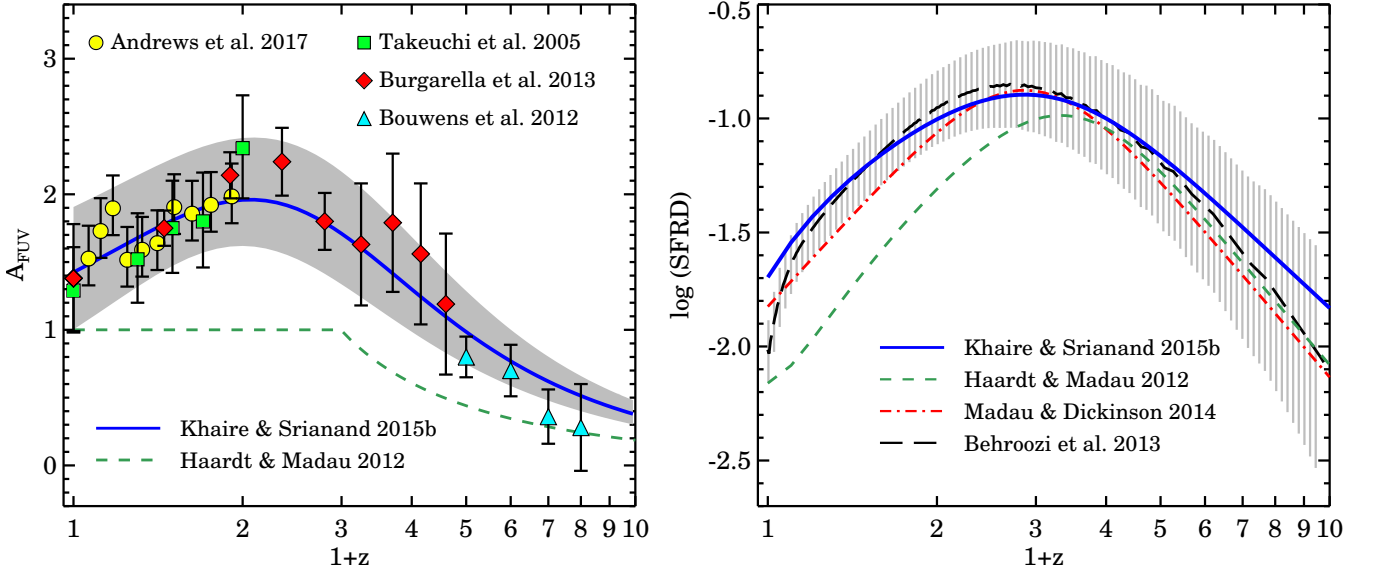 Andrews et al. 2017
Takeuchi et al. 2005
Burgarella et al. 2013
Bouwens et al. 2012
3
2
1
0
A_FUV
Khaire & Srianand 2015b
Haardt & Madau 2012
1 2 3 4 5 6 7 8 9 10
1+z
-0.5
-1.0
-1.5
-2.0
-2.5
log (SFRD)
Khaire & Srianand 2015b
Haardt & Madau 2012
Madau & Dickinson 2014
Behroozi et al. 2013
1 2 3 4 5 6 7 8 9 10
1+z